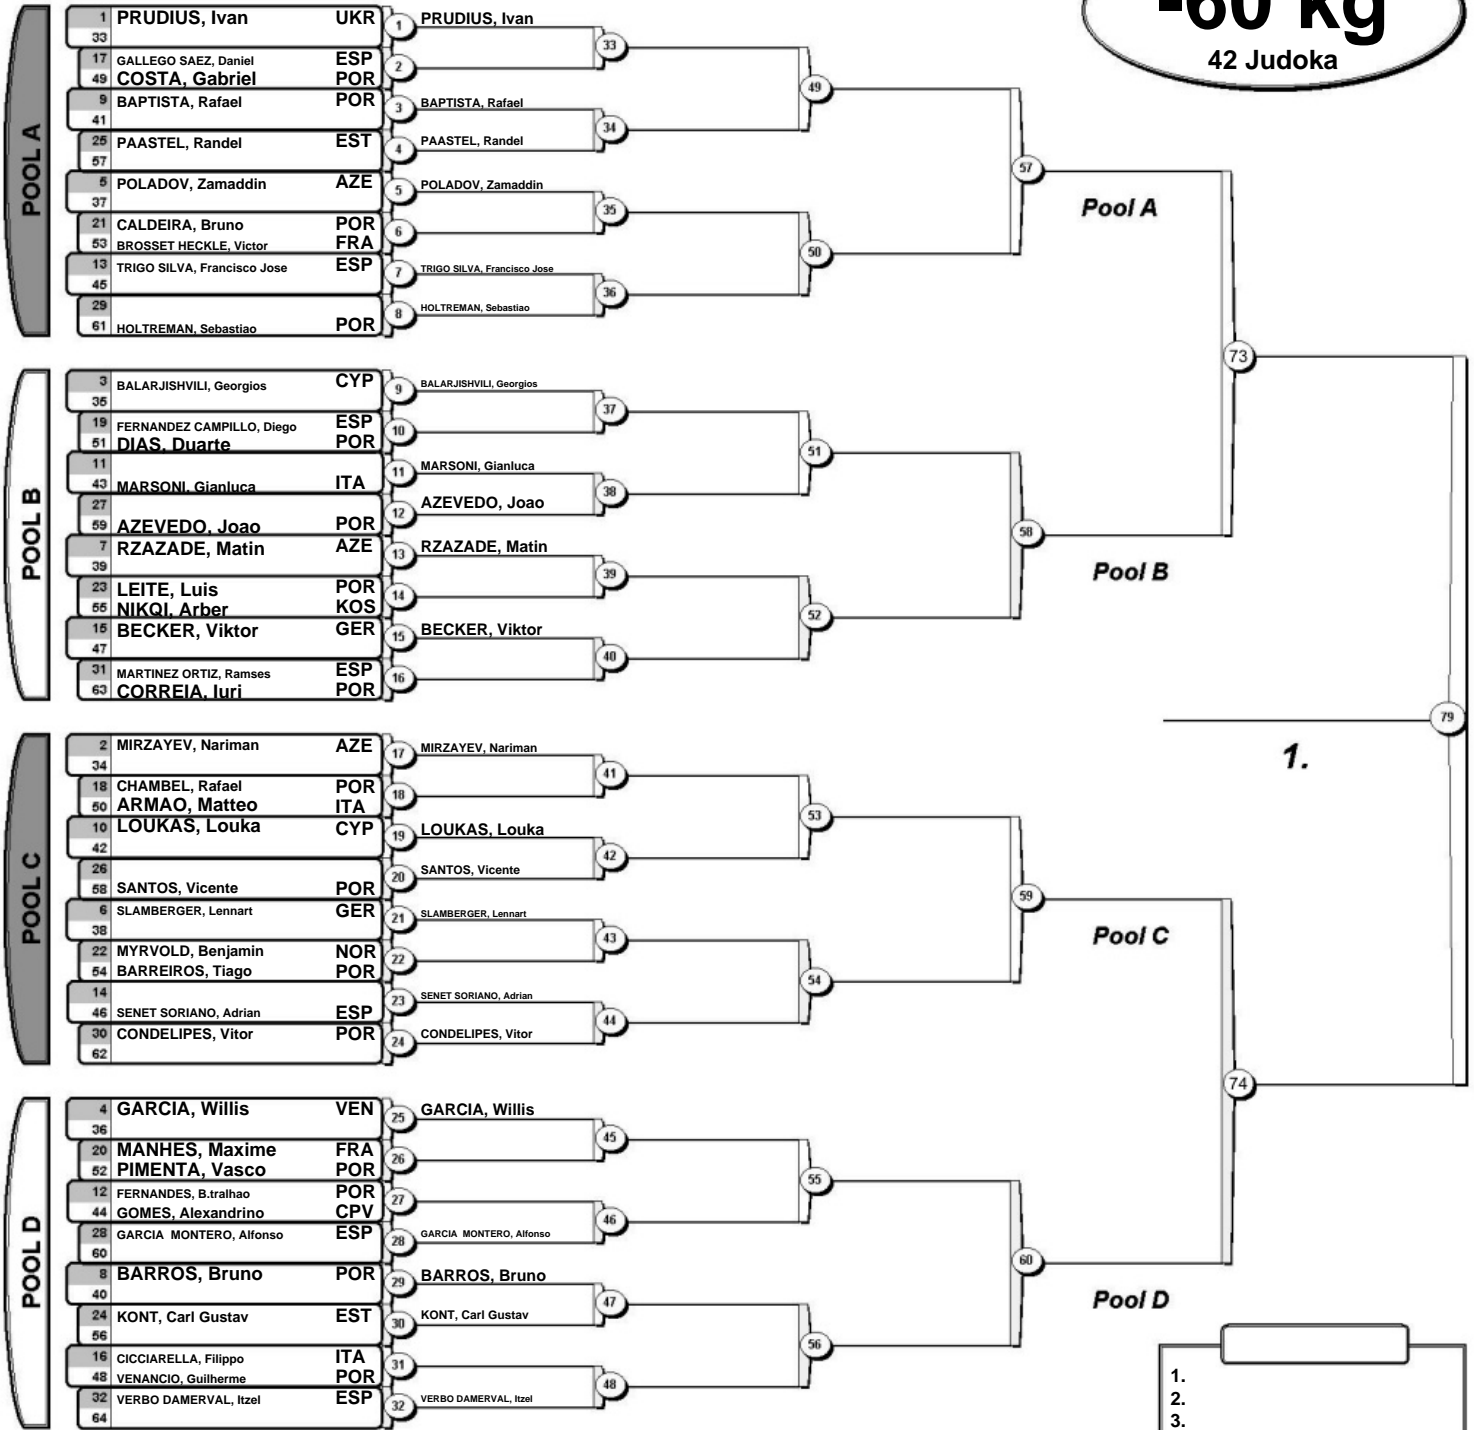 -60 kg
42 Judoka
POOL A
1 PRUDIUS, Ivan UKR
33
1 PRUDIUS, Ivan
17 GALLEGO SAEZ, Daniel ESP
49 COSTA, Gabriel POR
2
33
9 BAPTISTA, Rafael POR
41
3 BAPTISTA, Rafael
25 PAASTEL, Randel EST
57
4 PAASTEL, Randel
34
49
5 POLADOV, Zamaddin AZE
37
5 POLADOV, Zamaddin
21 CALDEIRA, Bruno POR
53 BROSSET HECKLE, Victor FRA
6
35
13 TRIGO SILVA, Francisco Jose ESP
45
7 TRIGO SILVA, Francisco Jose
29
61 HOLTREMAN, Sebastiao POR
8 HOLTREMAN, Sebastiao
36
50
57
Pool A
73
POOL B
3 BALARJISHVILI, Georgios CYP
35
9 BALARJISHVILI, Georgios
19 FERNANDEZ CAMPILLO, Diego ESP
51 DIAS, Duarte POR
10
37
11
43 MARSONI, Gianluca ITA
11 MARSONI, Gianluca
27
59 AZEVEDO, Joao POR
12 AZEVEDO, Joao
38
51
7 RZAZADE, Matin AZE
39
13 RZAZADE, Matin
23 LEITE, Luis POR
55 NIKQI, Arber KOS
14
39
15 BECKER, Viktor GER
47
15 BECKER, Viktor
31 MARTINEZ ORTIZ, Ramses ESP
63 CORREIA, Iuri POR
16
40
52
58
Pool B
79
1.
POOL C
2 MIRZAYEV, Nariman AZE
34
17 MIRZAYEV, Nariman
18 CHAMBEL, Rafael POR
50 ARMAO, Matteo ITA
18
41
10 LOUKAS, Louka CYP
42
19 LOUKAS, Louka
26
58 SANTOS, Vicente POR
20 SANTOS, Vicente
42
53
6 SLAMBERGER, Lennart GER
38
21 SLAMBERGER, Lennart
22 MYRVOLD, Benjamin NOR
54 BARREIROS, Tiago POR
22
43
14
46 SENET SORIANO, Adrian ESP
23 SENET SORIANO, Adrian
30 CONDELIPES, Vitor POR
62
24 CONDELIPES, Vitor
44
54
59
Pool C
74
POOL D
4 GARCIA, Willis VEN
36
25 GARCIA, Willis
20 MANHES, Maxime FRA
52 PIMENTA, Vasco POR
26
45
12 FERNANDES, B.tralhao POR
44 GOMES, Alexandrino CPV
27
28 GARCIA MONTERO, Alfonso ESP
60
28 GARCIA MONTERO, Alfonso
46
55
8 BARROS, Bruno POR
40
29 BARROS, Bruno
24 KONT, Carl Gustav EST
56
30 KONT, Carl Gustav
47
16 CICCIARELLA, Filippo ITA
48 VENANCIO, Guilherme POR
31
32 VERBO DAMERVAL, Itzel ESP
64
32 VERBO DAMERVAL, Itzel
48
56
60
Pool D
1.
2.
3.